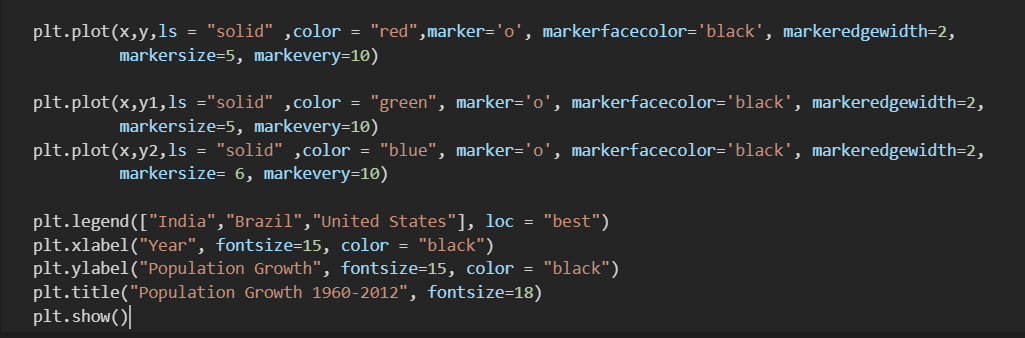 plt.plot(x,y,ls = "solid" ,color = "red",marker='o', markerfacecolor='black', markeredgewidth=2,
markersize=5, markevery=10)
plt.plot(x,y1,ls ="solid" ,color = "green", marker='o', markerfacecolor='black', markeredgewidth=2,
markersize=5, markevery=10)
plt.plot(x,y2,ls = "solid" ,color = "blue", marker='o', markerfacecolor='black', markeredgewidth=2,
markersize= 6, markevery=10)
plt.legend(["India","Brazil","United States"], loc = "best")
plt.xlabel("Year", fontsize=15, color = "black")
plt.ylabel("Population Growth", fontsize=15, color = "black")
plt.title("Population Growth 1960-2012", fontsize=18)
plt.show()